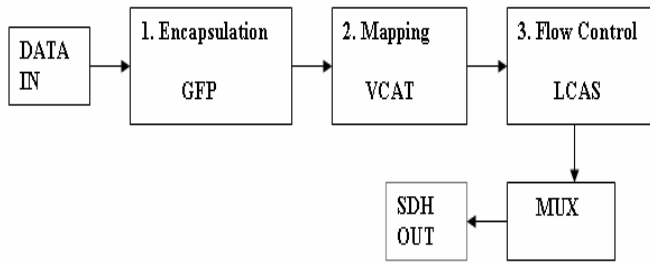 DATA
IN
1. Encapsulation
GFP
2. Mapping
VCAT
3. Flow Control
LCAS
SDH
OUT
MUX